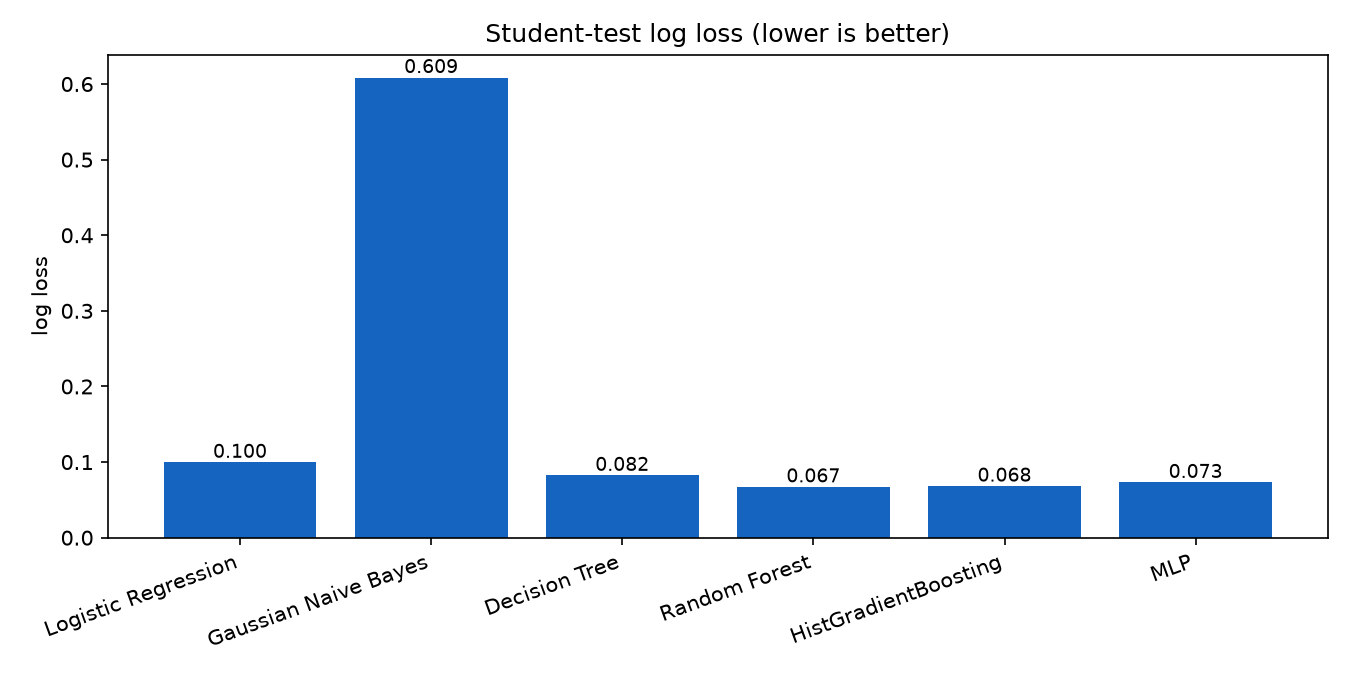 Student-test log loss (lower is better)
log loss
0.6
0.5
0.4
0.3
0.2
0.1
0.0
0.100
0.609
0.082
0.067
0.068
0.073
Logistic Regression
Gaussian Naive Bayes
Decision Tree
Random Forest
HistGradientBoosting
MLP